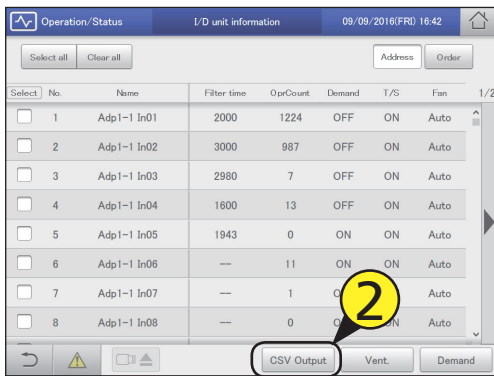 Operation/Status I/D unit information 09/09/2016(FRI) 16:42
Select all Clear all Address Order
Select No. Name Filter time OprCount Demand T/S Fan 1/2
1 Adp1-1 In01 2000 1224 OFF ON Auto
2 Adp1-1 In02 3000 987 OFF ON Auto
3 Adp1-1 In03 2980 7 OFF ON Auto
4 Adp1-1 In04 1600 13 OFF ON Auto
5 Adp1-1 In05 1943 0 ON ON Auto
6 Adp1-1 In06 -- 11 ON ON Auto
7 Adp1-1 In07 -- 1 Auto
8 Adp1-1 In08 -- 0 Auto
2
CSV Output Vent. Demand